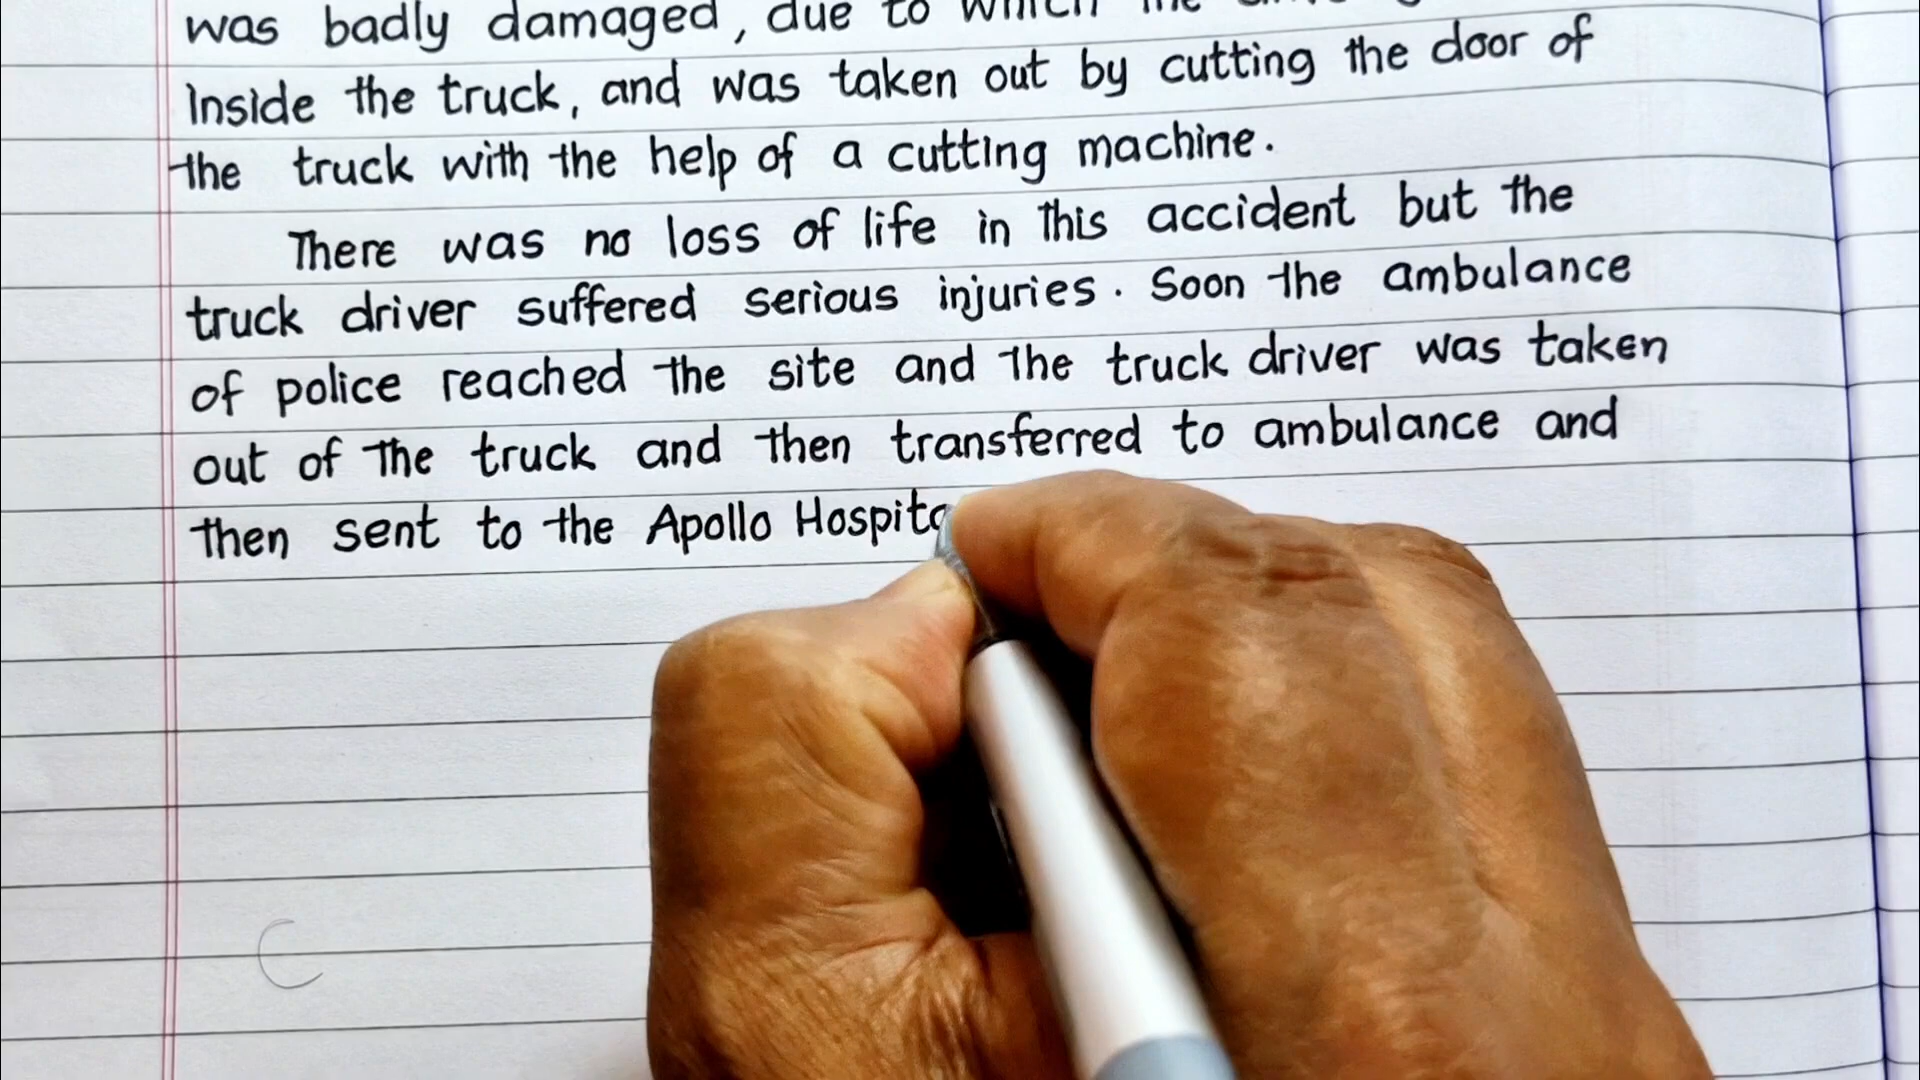 was badly damaged, due to which the
Inside the truck, and was taken out by cutting the door of
the truck with the help of a cutting machine.
There was no loss of life in this accident but the
truck driver suffered serious injuries. Soon the ambulance
of police reached the site and the truck driver was taken
out of the truck and then transferred to ambulance and
then sent to the Apollo Hospita